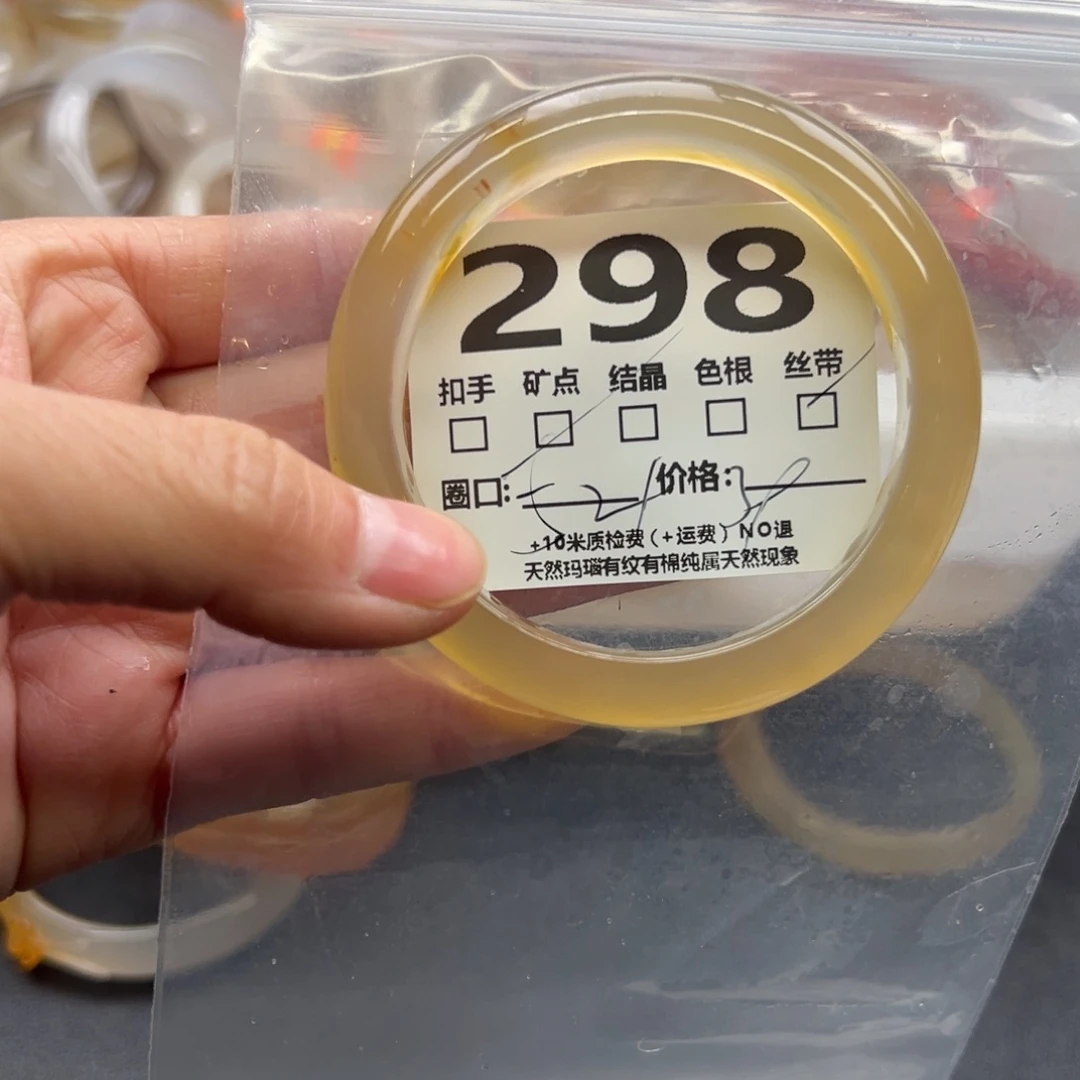 298
扣手 矿点 结晶 色根 丝带
圈口: 价格:
+10米质检费(+运费)NO退
天然玛瑙有纹有棉纯属天然现象